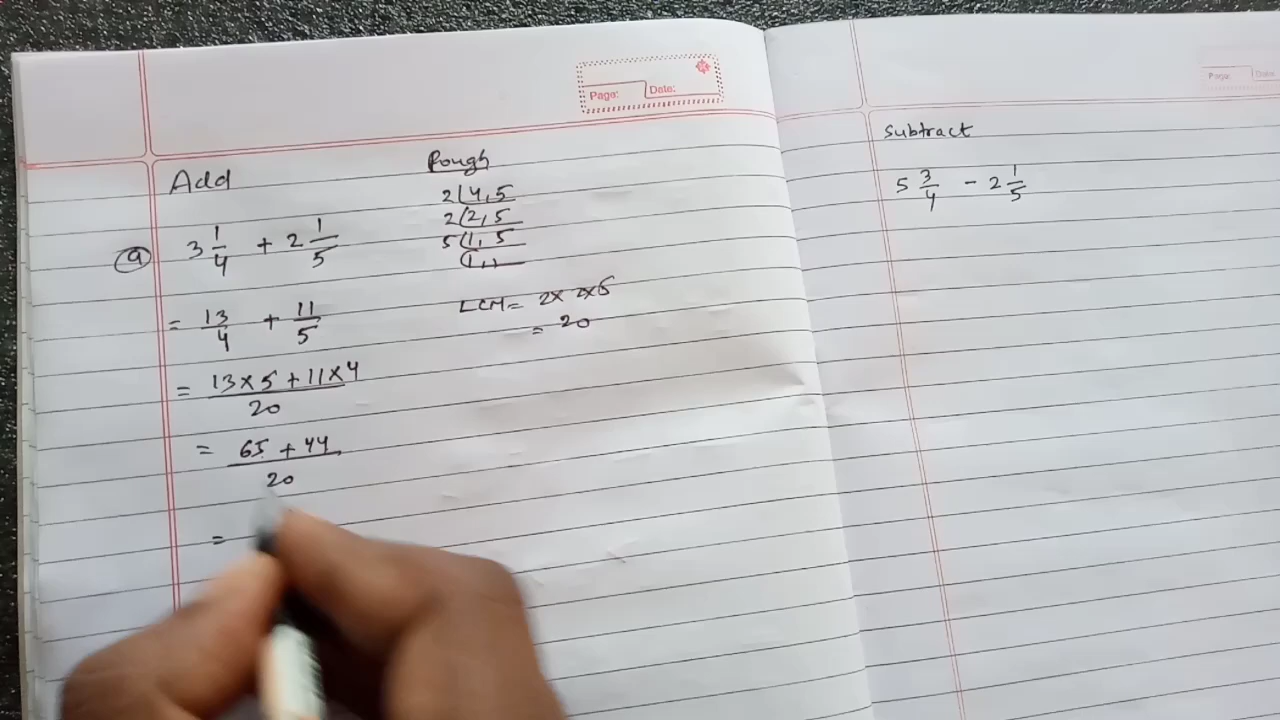 Page: Date:
Add
Rough
(a) 3 1/4 + 2 1/5
= 13/4 + 11/5
= 13×5+11×4/20
= 65 + 44/20
=
2 | 4, 5
2 | 2, 5
5 | 1, 5
| 1, 1
LCM = 2× 2×5
= 20
Page: Date
Subtract
5 3/4 - 2 1/5